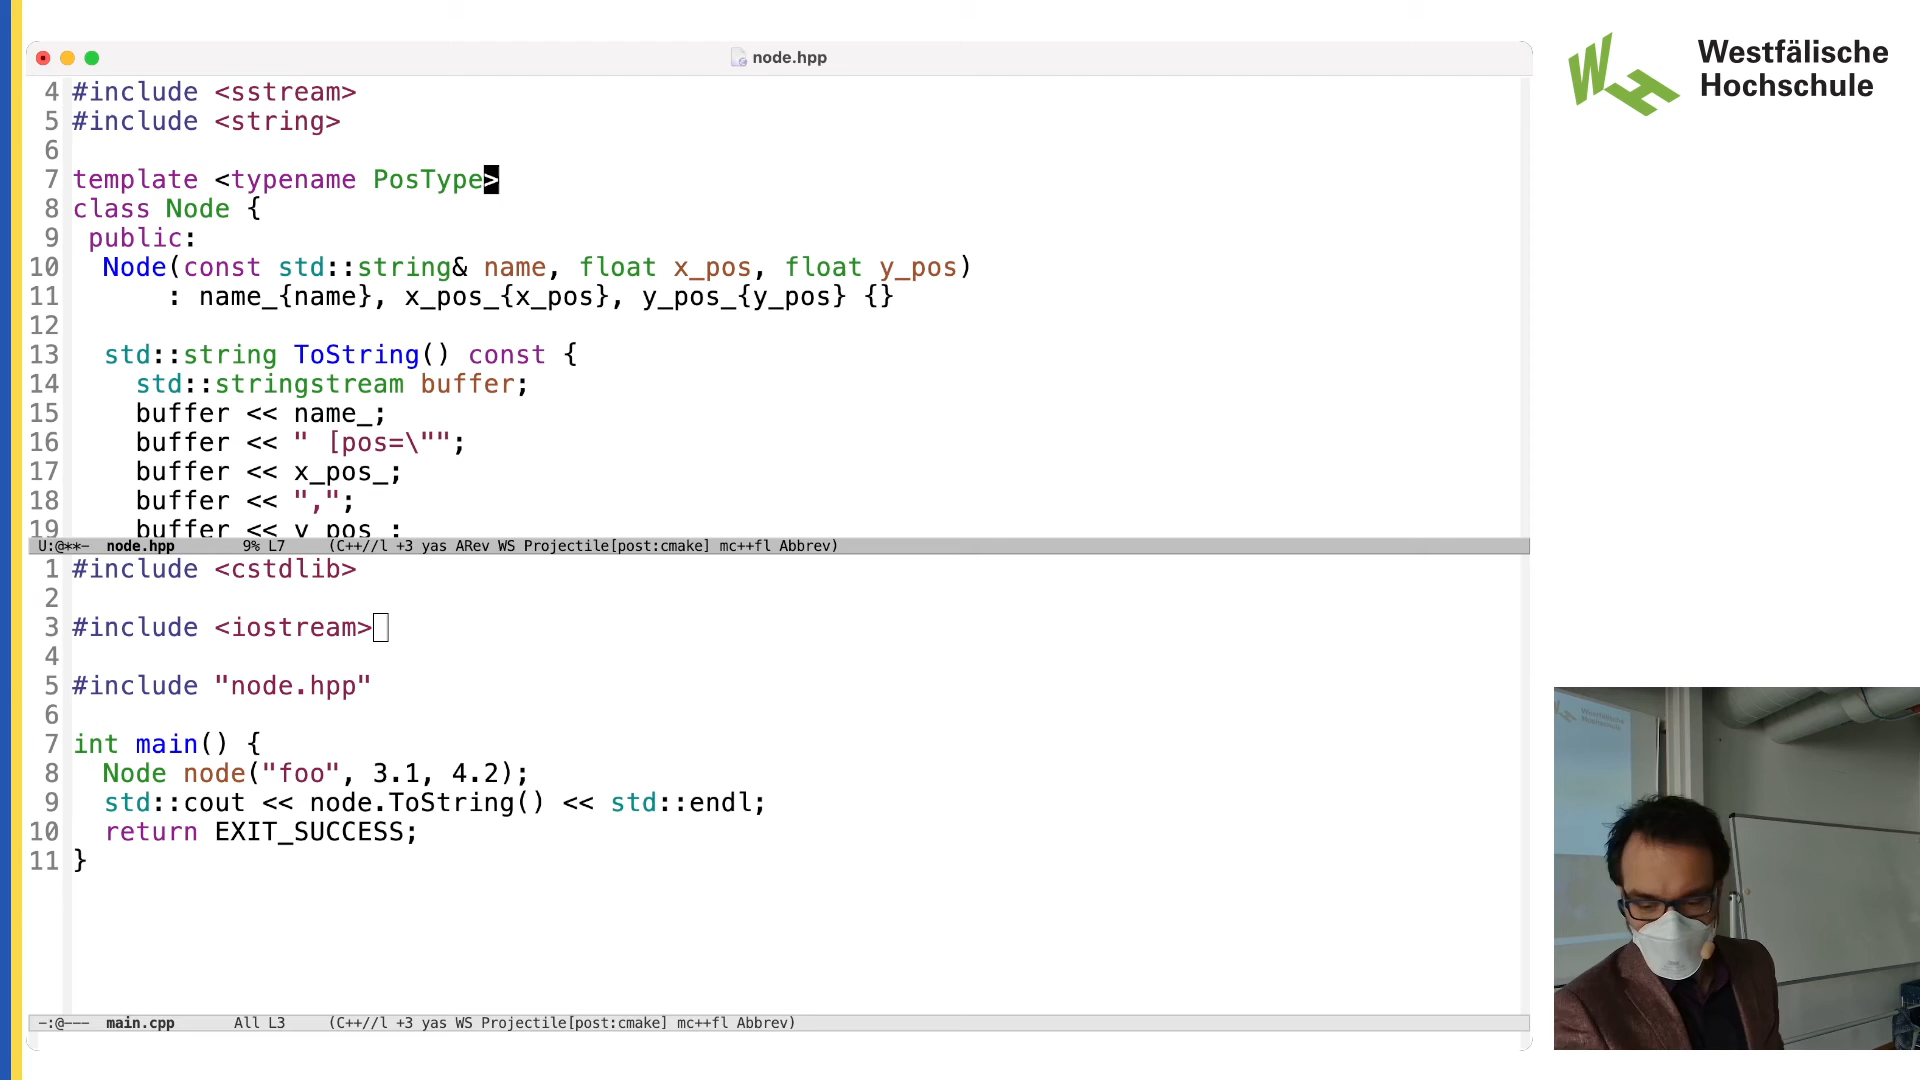 node.hpp
4 #include <sstream>
5 #include <string>
6
7 template <typename PosType>
8 class Node {
9 public:
10 Node(const std::string& name, float x_pos, float y_pos)
11 : name_{name}, x_pos_{x_pos}, y_pos_{y_pos} {}
12
13 std::string ToString() const {
14 std::stringstream buffer;
15 buffer << name_;
16 buffer << " [pos=\"";
17 buffer << x_pos_;
18 buffer << ",";
19 buffer << y_pos_;
U:@**- node.hpp 9% L7 (C++//l +3 yas ARev WS Projectile[post:cmake] mc++fl Abbrev)
1 #include <cstdlib>
2
3 #include <iostream>
4
5 #include "node.hpp"
6
7 int main() {
8 Node node("foo", 3.1, 4.2);
9 std::cout << node.ToString() << std::endl;
10 return EXIT_SUCCESS;
11 }
-:@--- main.cpp All L3 (C++//l +3 yas WS Projectile[post:cmake] mc++fl Abbrev)
Westfälische
Hochschule
Westfälische
Hochschule